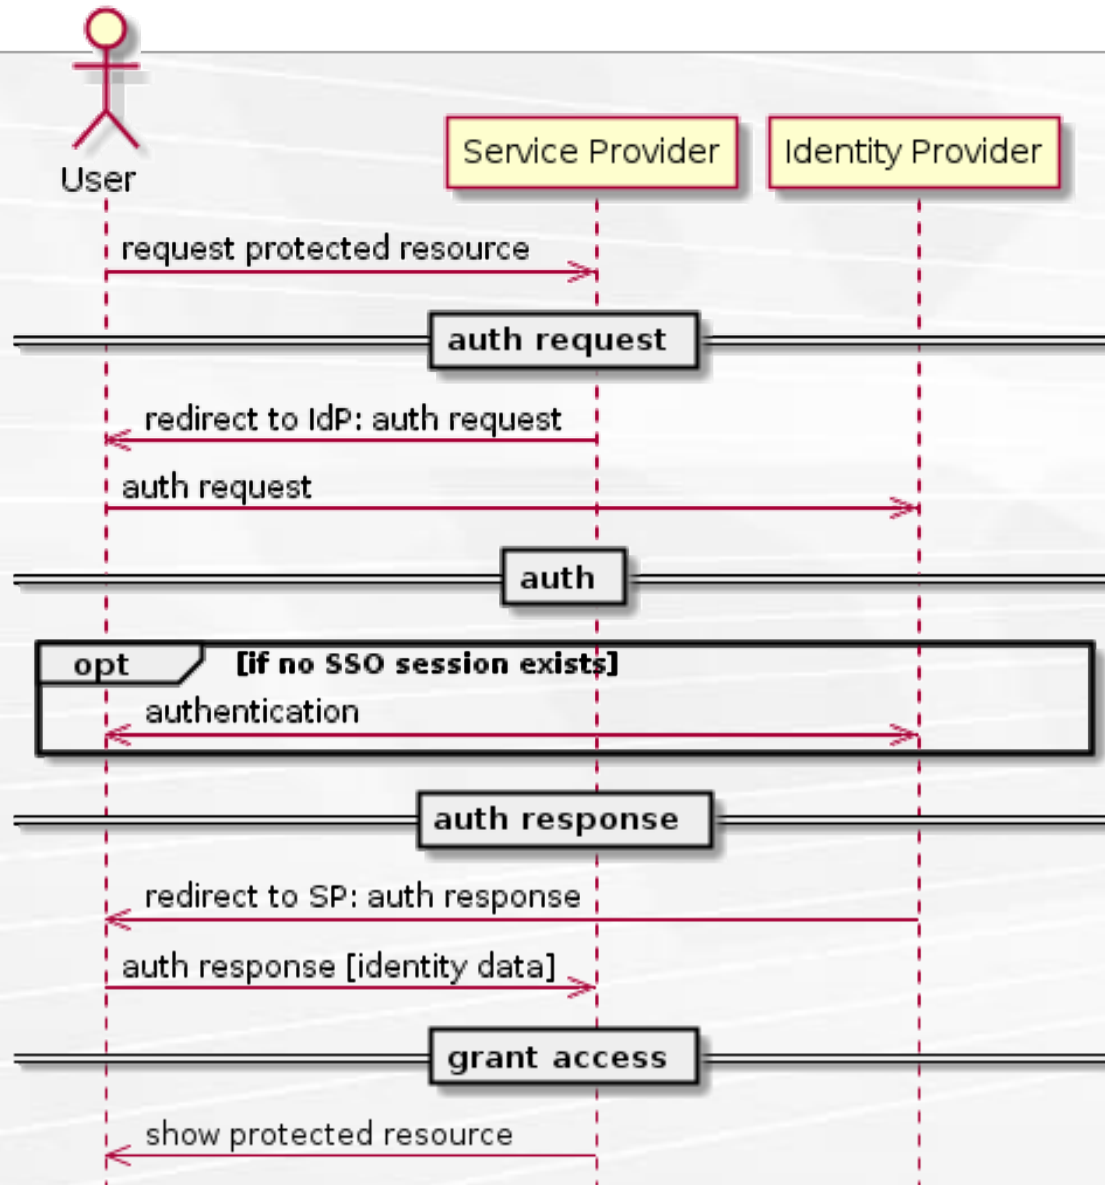 User
Service Provider
Identity Provider
request protected resource
auth request
redirect to IdP: auth request
auth request
auth
opt
[if no SSO session exists]
authentication
auth response
redirect to SP: auth response
auth response [identity data]
grant access
show protected resource